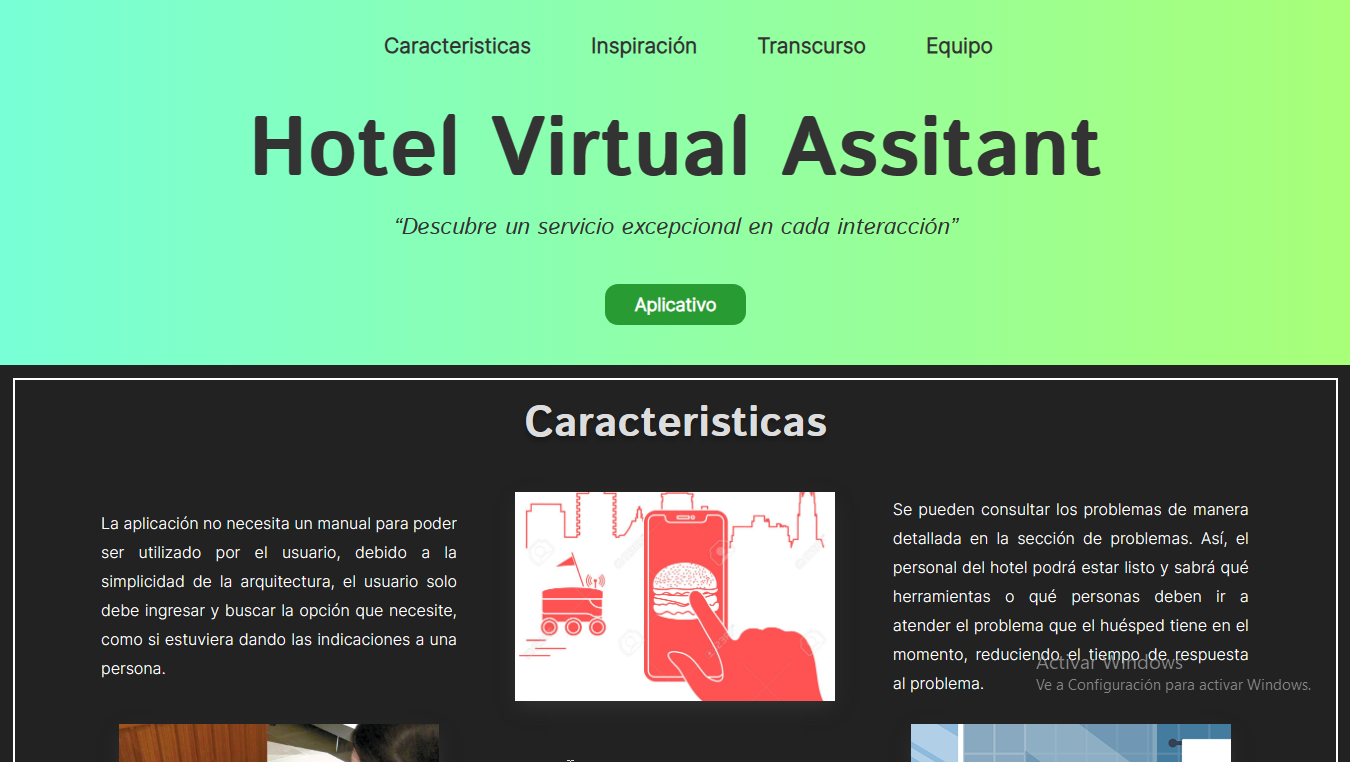 Caracteristicas Inspiración Transcurso Equipo
Hotel Virtual Assitant
“Descubre un servicio excepcional en cada interacción”
Aplicativo
Caracteristicas
La aplicación no necesita un manual para poder
ser utilizado por el usuario, debido a la
simplicidad de la arquitectura, el usuario solo
debe ingresar y buscar la opción que necesite,
como si estuviera dando las indicaciones a una
persona.
Se pueden consultar los problemas de manera
detallada en la sección de problemas. Así, el
personal del hotel podrá estar listo y sabrá qué
herramientas o qué personas deben ir a
atender el problema que el huésped tiene en el
momento, reduciendo el tiempo de respuesta
al problema.
Activar Windows
Ve a Configuración para activar Windows.